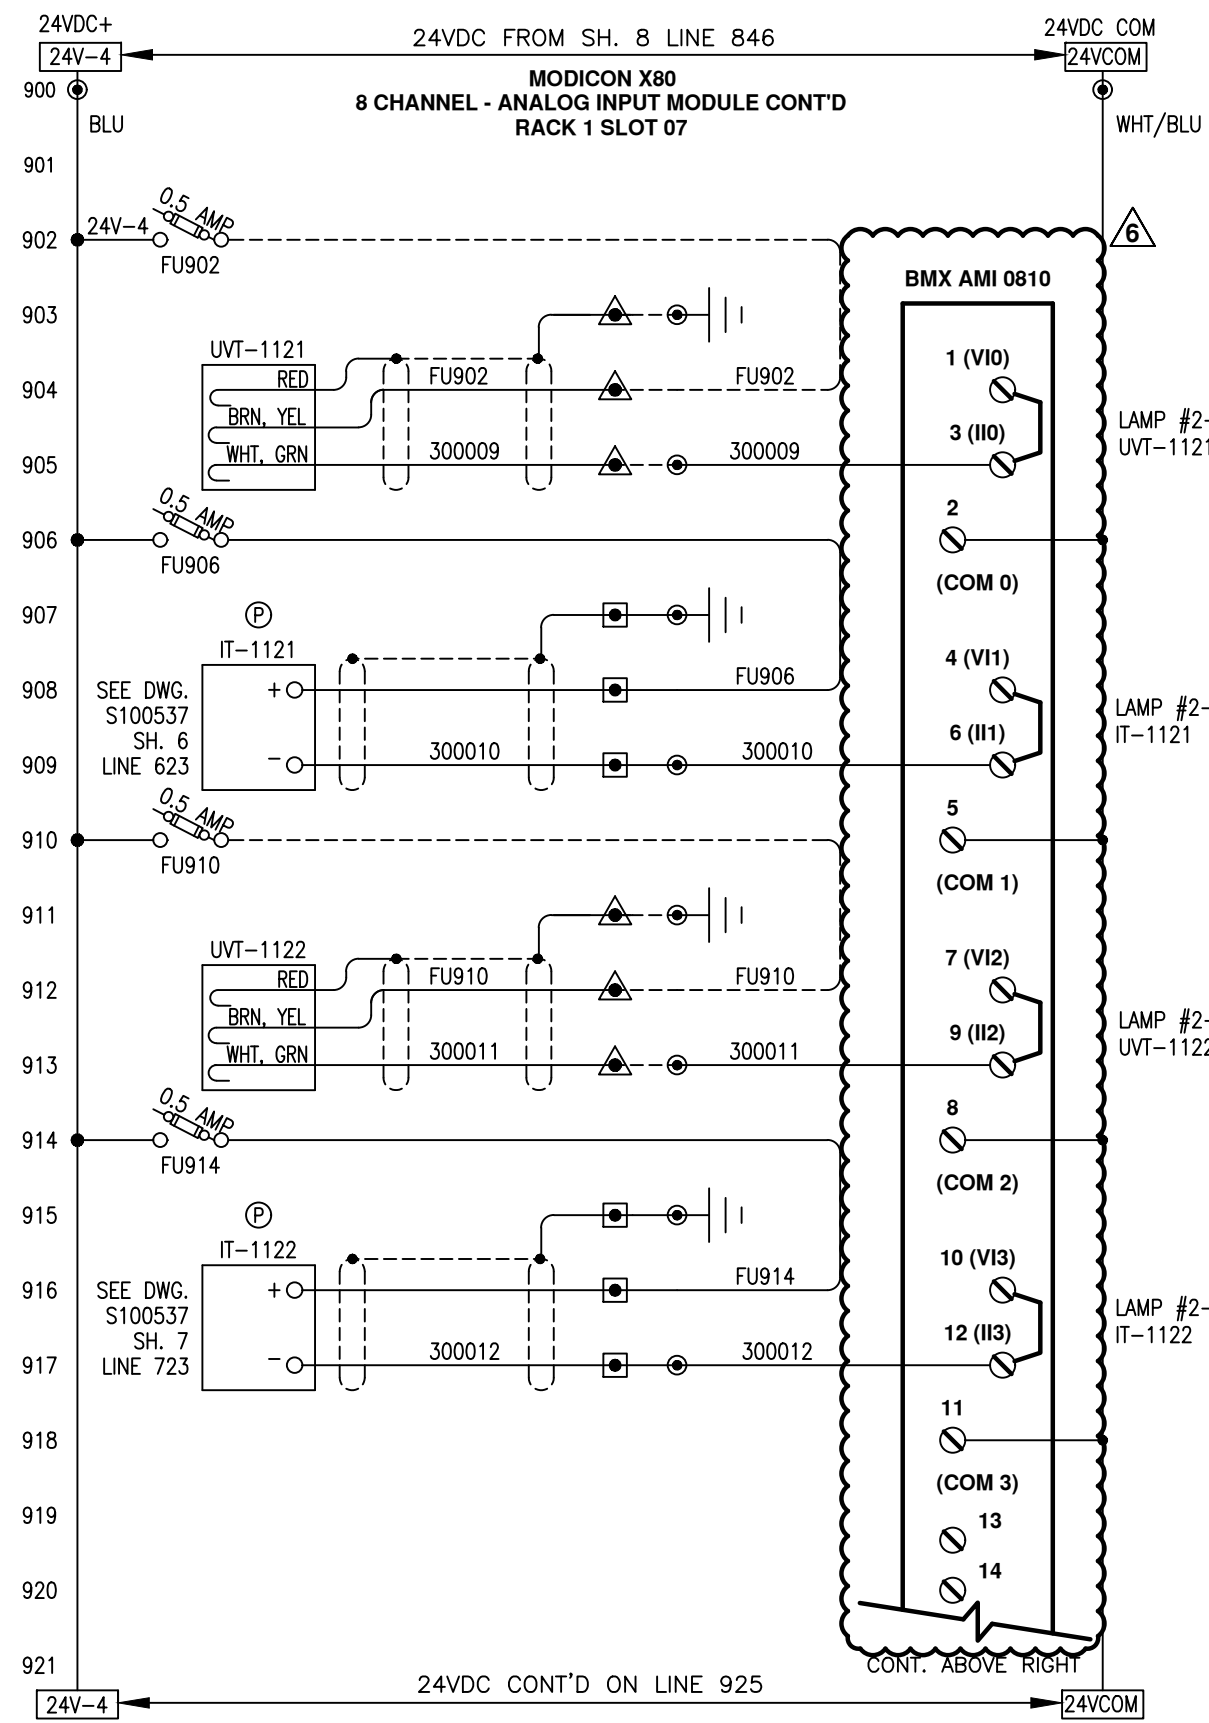 24VDC+
24VDC COM
24V-4
24VDC FROM SH. 8 LINE 846
24VCOM
MODICON X80
8 CHANNEL - ANALOG INPUT MODULE CONT'D
RACK 1 SLOT 07
900
BLU
WHT/BLU
901
0.5 AMP
24V-4
902
FU902
6
BMX AMI 0810
903
UVT-1121
1 (VI0)
RED
FU902
FU902
904
BRN, YEL
3 (II0)
LAMP #2-
UVT-1121
WHT, GRN
300009
300009
905
0.5 AMP
2
906
FU906
(COM 0)
907
P
IT-1121
4 (VI1)
FU906
908
SEE DWG.
S100537
SH. 6
LINE 623
+
LAMP #2-
IT-1121
6 (II1)
300010
300010
909
-
0.5 AMP
5
910
FU910
(COM 1)
911
UVT-1122
7 (VI2)
RED
FU910
FU910
912
BRN, YEL
9 (II2)
LAMP #2-
UVT-1122
WHT, GRN
300011
300011
913
0.5 AMP
8
914
FU914
(COM 2)
915
P
IT-1122
10 (VI3)
FU914
916
SEE DWG.
S100537
SH. 7
LINE 723
+
LAMP #2-
IT-1122
12 (II3)
300012
300012
917
-
11
918
(COM 3)
919
13
14
920
921
CONT. ABOVE RIGHT
24V-4
24VDC CONT'D ON LINE 925
24VCOM